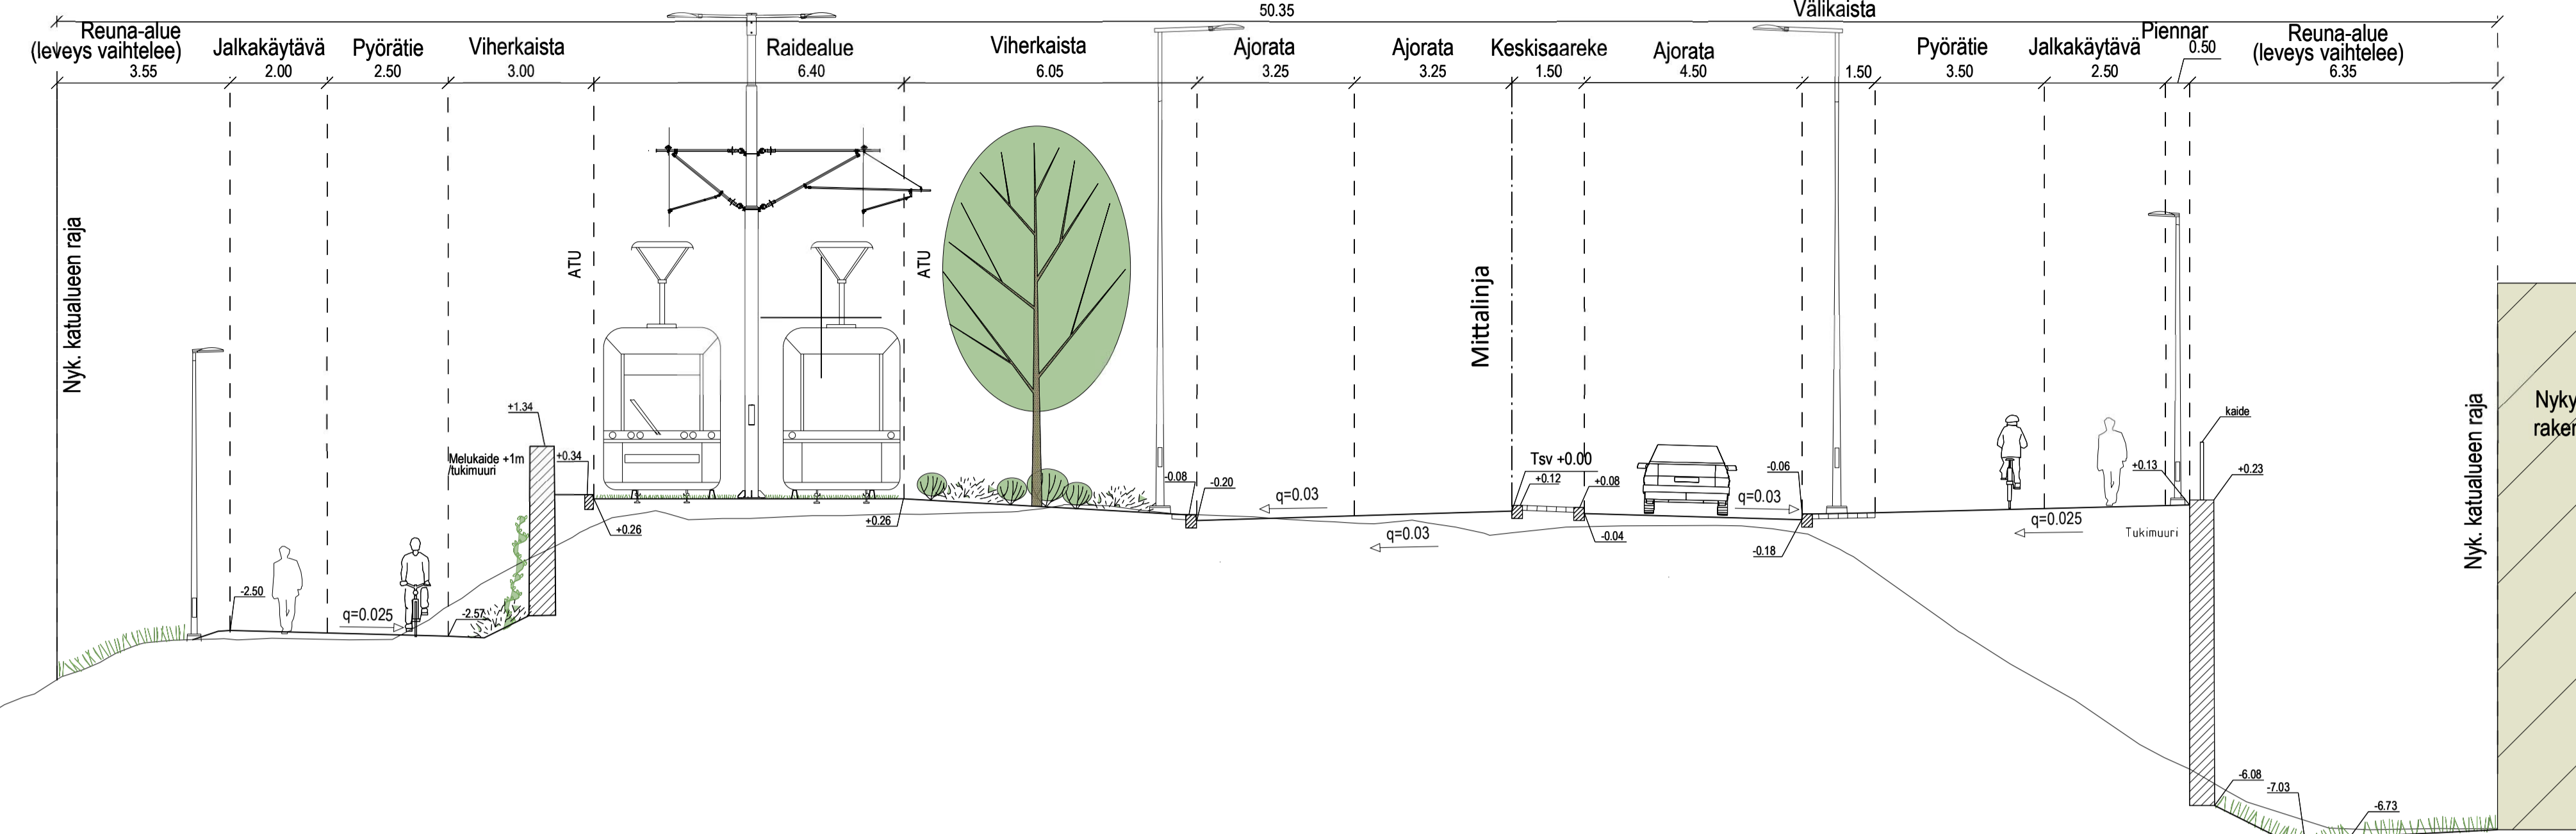 50.35
Välikaista
Reuna-alue
(leveys vaihtelee)
3.55
Jalkakäytävä
2.00
Pyörätie
2.50
Viherkaista
3.00
Raidealue
6.40
Viherkaista
6.05
Ajorata
3.25
Ajorata
3.25
Keskisaareke
1.50
Ajorata
4.50
1.50
Pyörätie
3.50
Jalkakäytävä
2.50
Piennar
0.50
Reuna-alue
(leveys vaihtelee)
6.35
Nyk. katualueen raja
ATU
ATU
Mittalinja
Nyk. katualueen raja
+1.34
Melukaide +1m
/tukimuuri
+0.34
+0.26
+0.26
-2.50
q=0.025
-2.57
-0.08
-0.20
q=0.03
q=0.03
Tsv +0.00
+0.12
+0.08
-0.04
-0.06
q=0.03
-0.18
q=0.025
+0.13
Tukimuuri
kaide
+0.23
-6.08
-7.03
-6.73
Nyky
raken